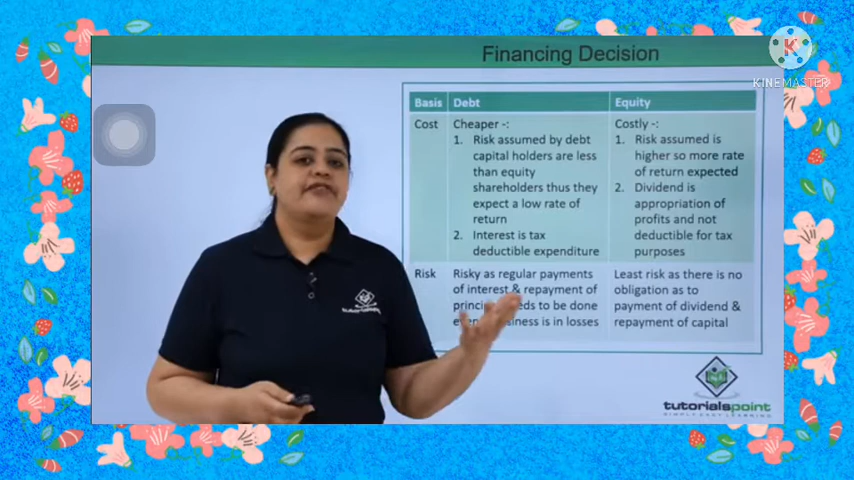 Financing Decision
K
KINEMASTER
Basis Debt Equity
Cost Cheaper -: Costly -:
1. Risk assumed by debt
capital holders are less
than equity
shareholders thus they
expect a low rate of
return
2. Interest is tax
deductible expenditure
1. Risk assumed is
higher so more rate
of return expected
2. Dividend is
appropriation of
profits and not
deductible for tax
purposes
Risk Risky as regular payments
of interest & repayment of
to be done
is in losses
Least risk as there is no
obligation as to
payment of dividend &
repayment of capital
tutorialspoint
SIMPLY EASY LEARNING